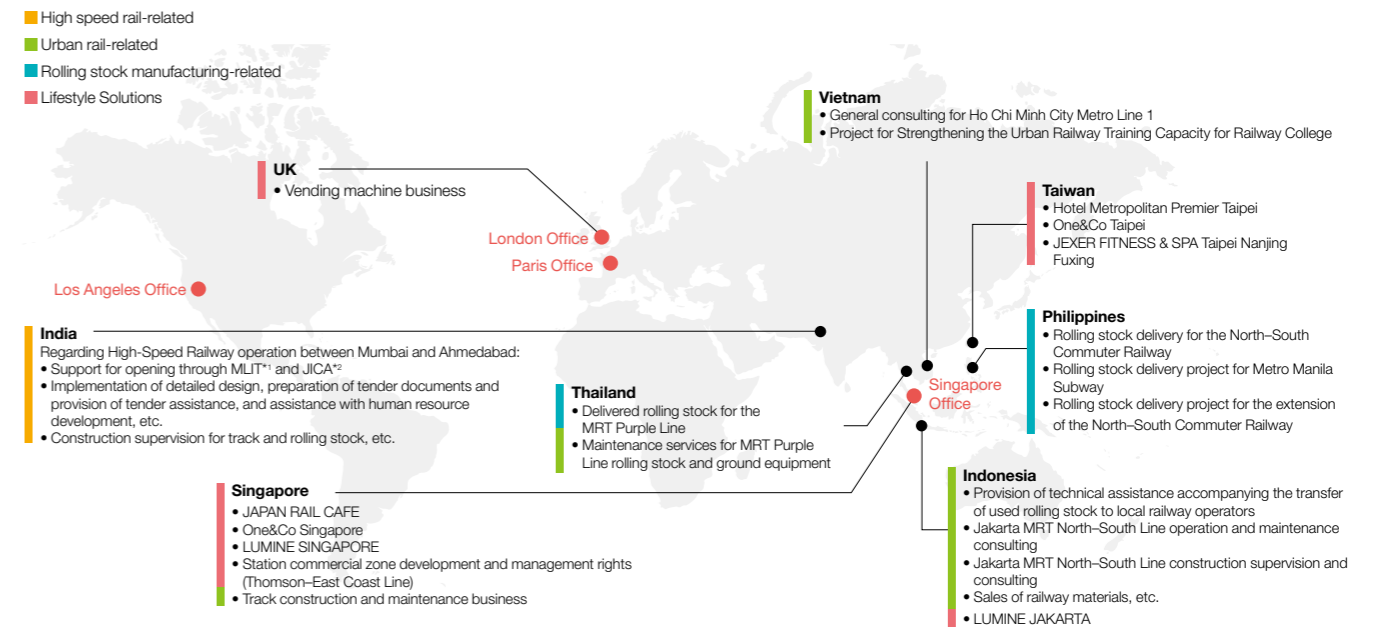 High speed rail-related
Urban rail-related
Rolling stock manufacturing-related
Lifestyle Solutions
Vietnam
• General consulting for Ho Chi Minh City Metro Line 1
• Project for Strengthening the Urban Railway Training Capacity for Railway College
UK
• Vending machine business
Taiwan
• Hotel Metropolitan Premier Taipei
• One&Co Taipei
• JEXER FITNESS & SPA Taipei Nanjing
Fuxing
London Office
Paris Office
Los Angeles Office
India
Regarding High-Speed Railway operation between Mumbai and Ahmedabad:
• Support for opening through MLIT*1 and JICA*2
• Implementation of detailed design, preparation of tender documents and
provision of tender assistance, and assistance with human resource
development, etc.
• Construction supervision for track and rolling stock, etc.
Philippines
• Rolling stock delivery for the North–South
Commuter Railway
• Rolling stock delivery project for Metro Manila
Subway
• Rolling stock delivery project for the extension
of the North–South Commuter Railway
Thailand
• Delivered rolling stock for the
MRT Purple Line
• Maintenance services for MRT Purple
Line rolling stock and ground equipment
Singapore
Office
Singapore
• JAPAN RAIL CAFE
• One&Co Singapore
• LUMINE SINGAPORE
• Station commercial zone development and management rights
(Thomson–East Coast Line)
• Track construction and maintenance business
Indonesia
• Provision of technical assistance accompanying the transfer
of used rolling stock to local railway operators
• Jakarta MRT North–South Line operation and maintenance
consulting
• Jakarta MRT North–South Line construction supervision and
consulting
• Sales of railway materials, etc.
• LUMINE JAKARTA